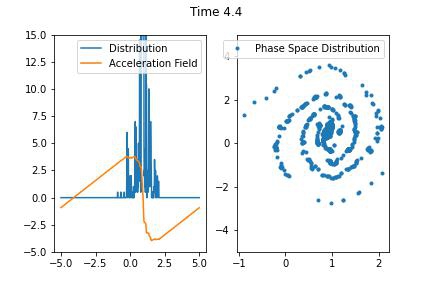 Time 4.4
Distribution
Acceleration Field
15.0
12.5
10.0
7.5
5.0
2.5
0.0
−2.5
−5.0
−5.0 −2.5 0.0 2.5 5.0
Phase Space Distribution
4
2
0
−2
−4
−1 0 1 2